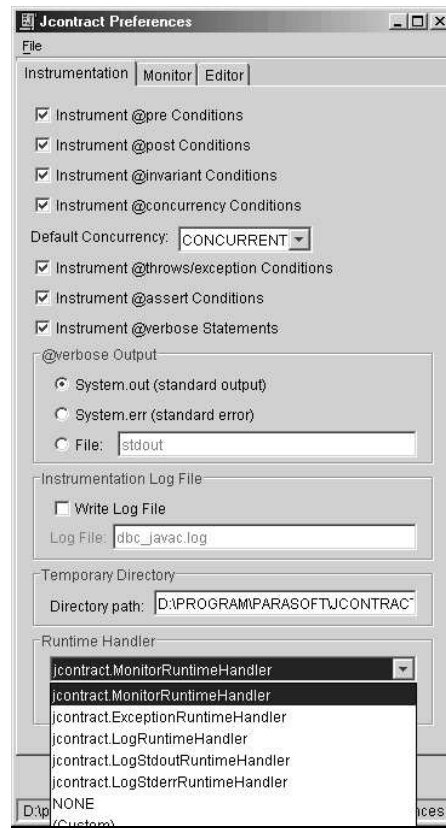 Jcontract Preferences
File
Instrumentation Monitor Editor
Instrument @pre Conditions
Instrument @post Conditions
Instrument @invariant Conditions
Instrument @concurrency Conditions
Default Concurrency: CONCURRENT
Instrument @throws/exception Conditions
Instrument @assert Conditions
Instrument @verbose Statements
@verbose Output
System.out (standard output)
System.err (standard error)
File: stdout
Instrumentation Log File
Write Log File
Log File: dbc_javac.log
Temporary Directory
Directory path: D:\PROGRAM\PARASOFT\JCONTRACT
Runtime Handler
jcontract.MonitorRuntimeHandler
jcontract.MonitorRuntimeHandler
jcontract.ExceptionRuntimeHandler
jcontract.LogRuntimeHandler
jcontract.LogStdoutRuntimeHandler
jcontract.LogStderrRuntimeHandler
NONE
D:\p nces
(Custom)